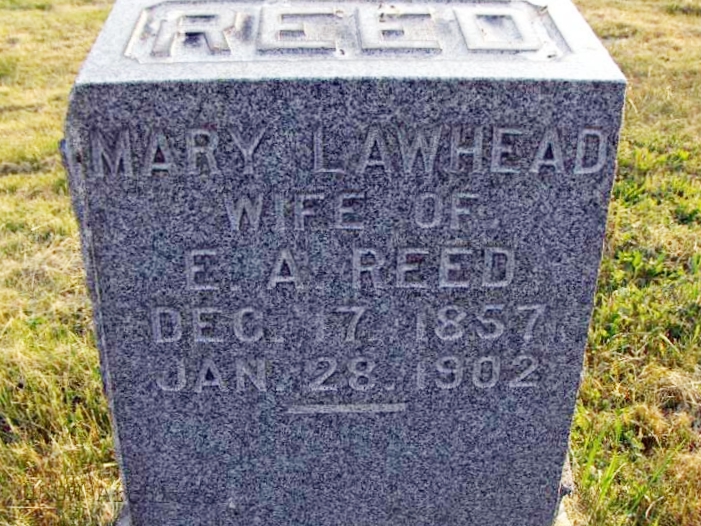 REED
MARY LAWHEAD
WIFE OF
E. A. REED
DEC. 17. 1857
JAN. 28. 1902